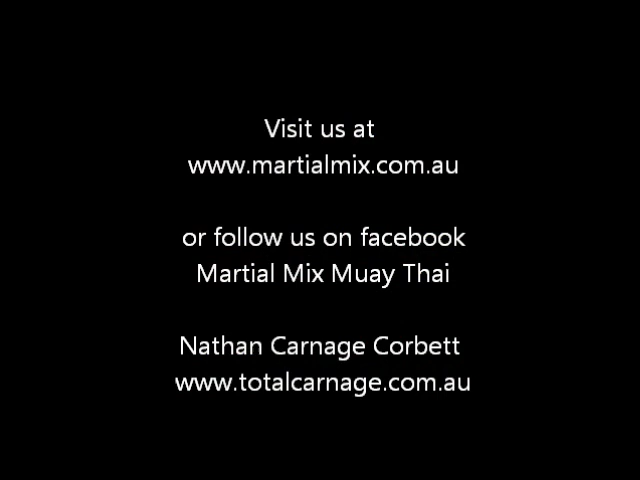 Visit us at
www.martialmix.com.au
or follow us on facebook
Martial Mix Muay Thai
Nathan Carnage Corbett
www.totalcarnage.com.au